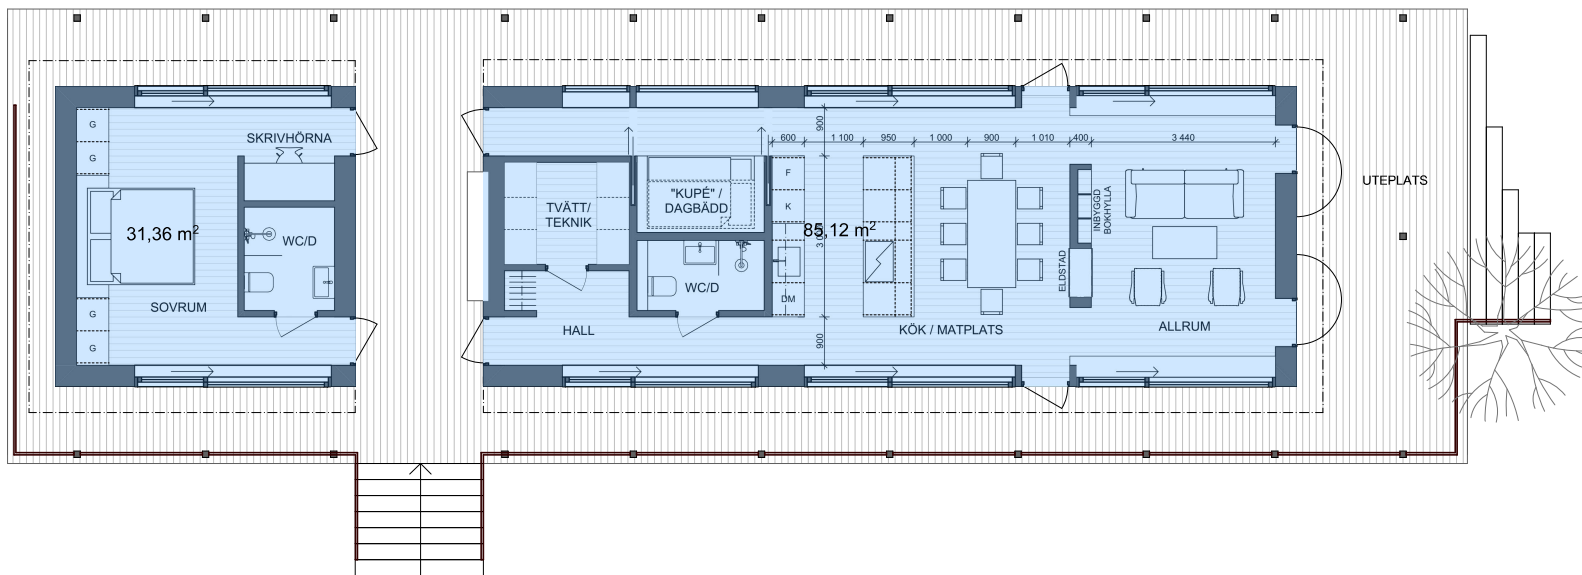 G
SKRIVHÖRNA
G
31,36 m²
WC/D
SOVRUM
G
G
TVÄTT/
TEKNIK
"KUPÉ" /
DAGBÄDD
WC/D
HALL
900
600
1 100
950
1 000
900
1 010
400
3 440
F
K
85,12 m²
DM
900
KÖK / MATPLATS
INBYGGD
BOKHYLLA
ELDSTAD
ALLRUM
UTEPLATS